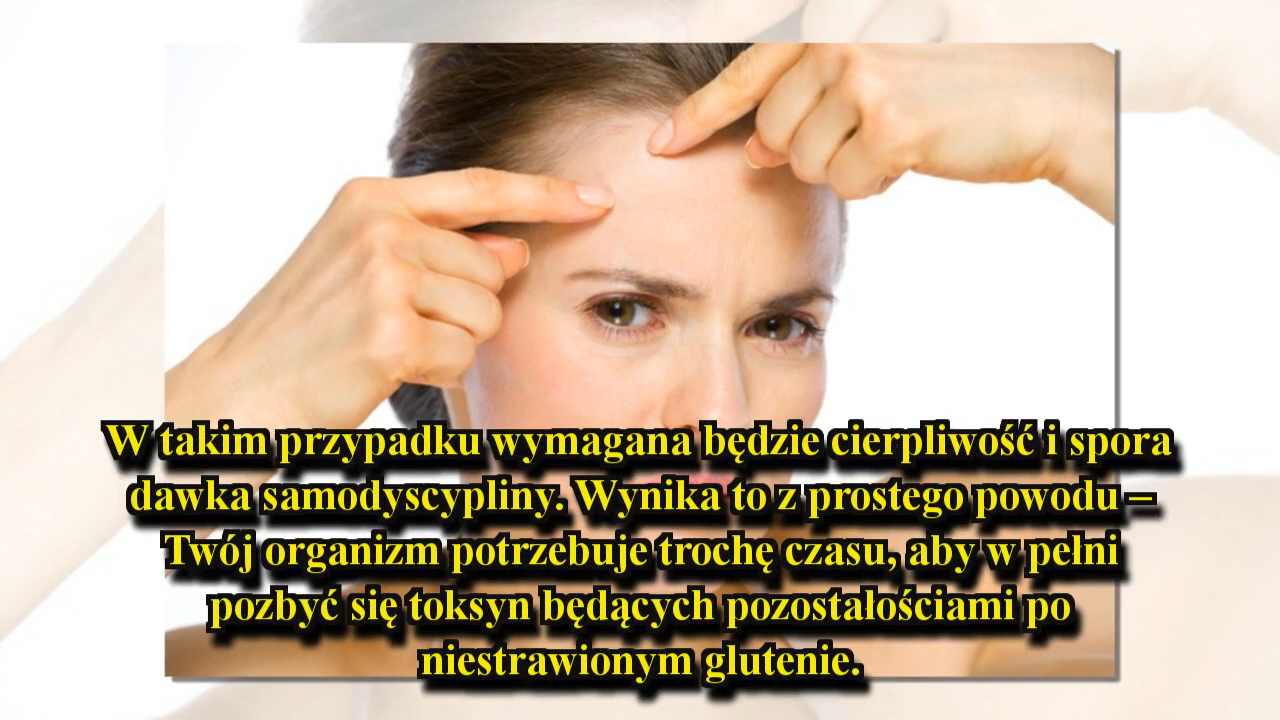 W takim przypadku wymagana będzie cierpliwość i spora
dawka samodyscypliny. Wynika to z prostego powodu –
Twój organizm potrzebuje trochę czasu, aby w pełni
pozbyć się toksyn będących pozostałościami po
niestrawionym glutenie.